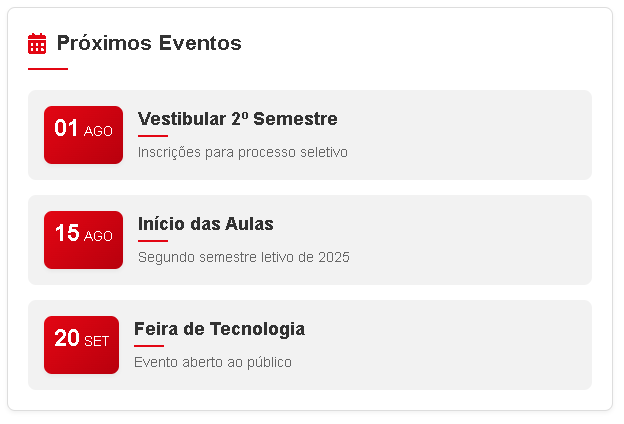 Próximos Eventos
01 AGO
Vestibular 2º Semestre
Inscrições para processo seletivo
15 AGO
Início das Aulas
Segundo semestre letivo de 2025
20 SET
Feira de Tecnologia
Evento aberto ao público